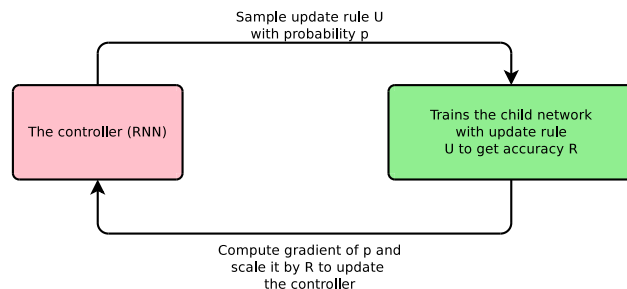 Sample update rule U
with probability p
The controller (RNN)
Trains the child network
with update rule
U to get accuracy R
Compute gradient of p and
scale it by R to update
the controller